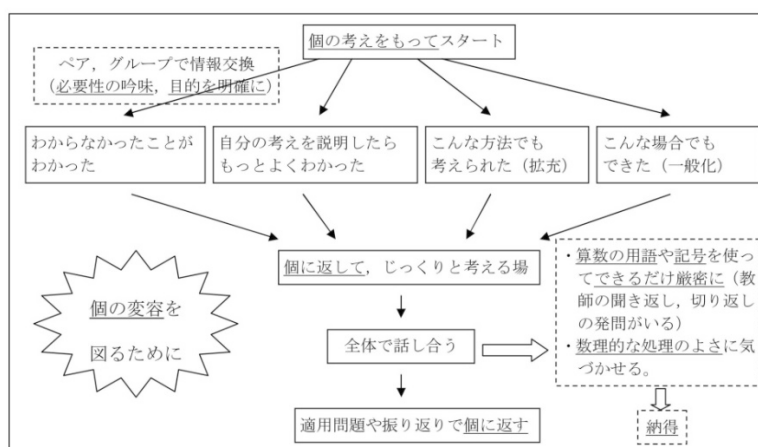 個の考えをもってスタート
ペア，グループで情報交換
（必要性の吟味，目的を明確に）
わからなかったことが
わかった
自分の考えを説明したら
もっとよくわかった
こんな方法でも
考えられた（拡充）
こんな場合でも
できた（一般化）
個に返して，じっくりと考える場
・算数の用語や記号を使っ
てできるだけ厳密に（教
師の聞き返し，切り返し
の発問がいる）
・数理的な処理のよさに気
づかせる。
個の変容を
図るために
全体で話し合う
適用問題や振り返りで個に返す
納得